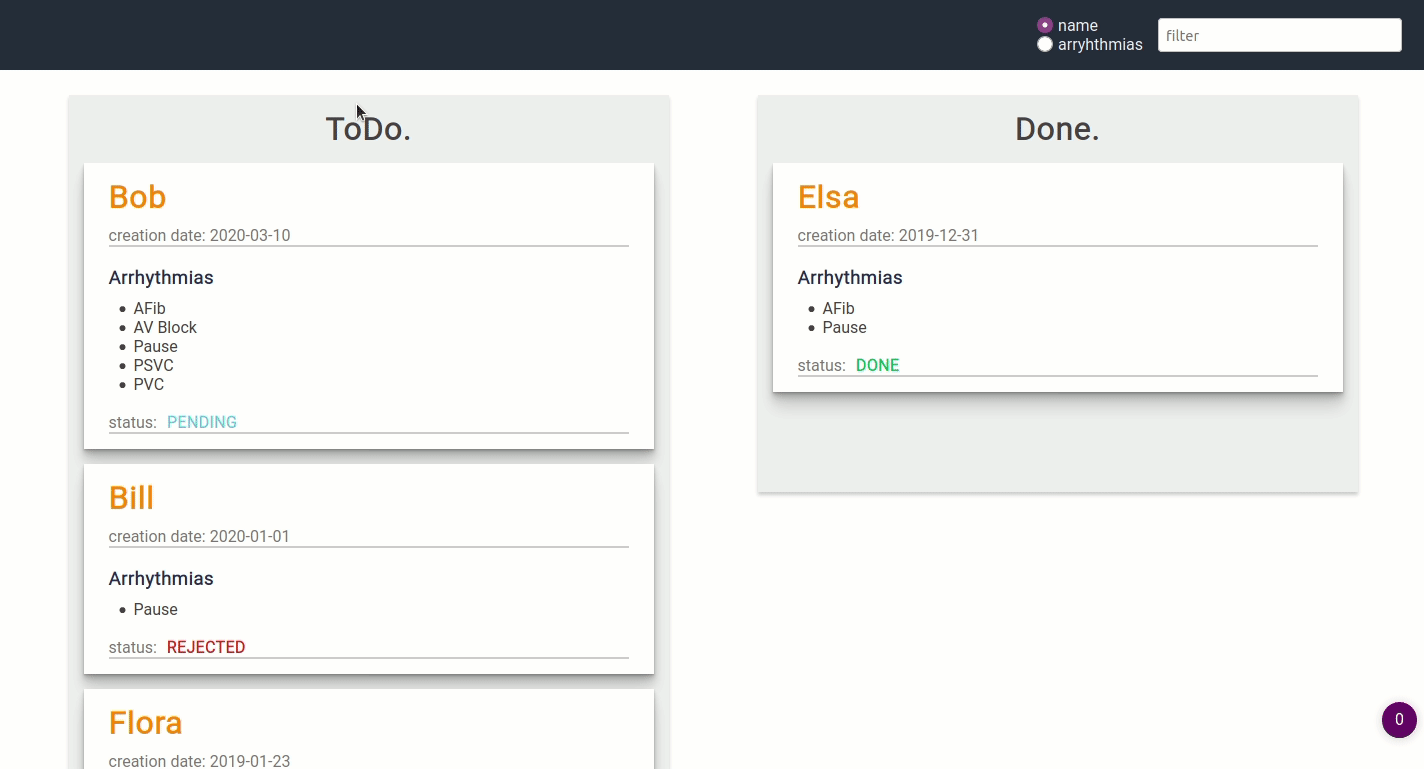 name
arryhthmias
filter
ToDo.
Bob
creation date: 2020-03-10
Arrhythmias
AFib
AV Block
Pause
PSVC
PVC
status: PENDING
Bill
creation date: 2020-01-01
Arrhythmias
Pause
status: REJECTED
Flora
creation date: 2019-01-23
Done.
Elsa
creation date: 2019-12-31
Arrhythmias
AFib
Pause
status: DONE
0